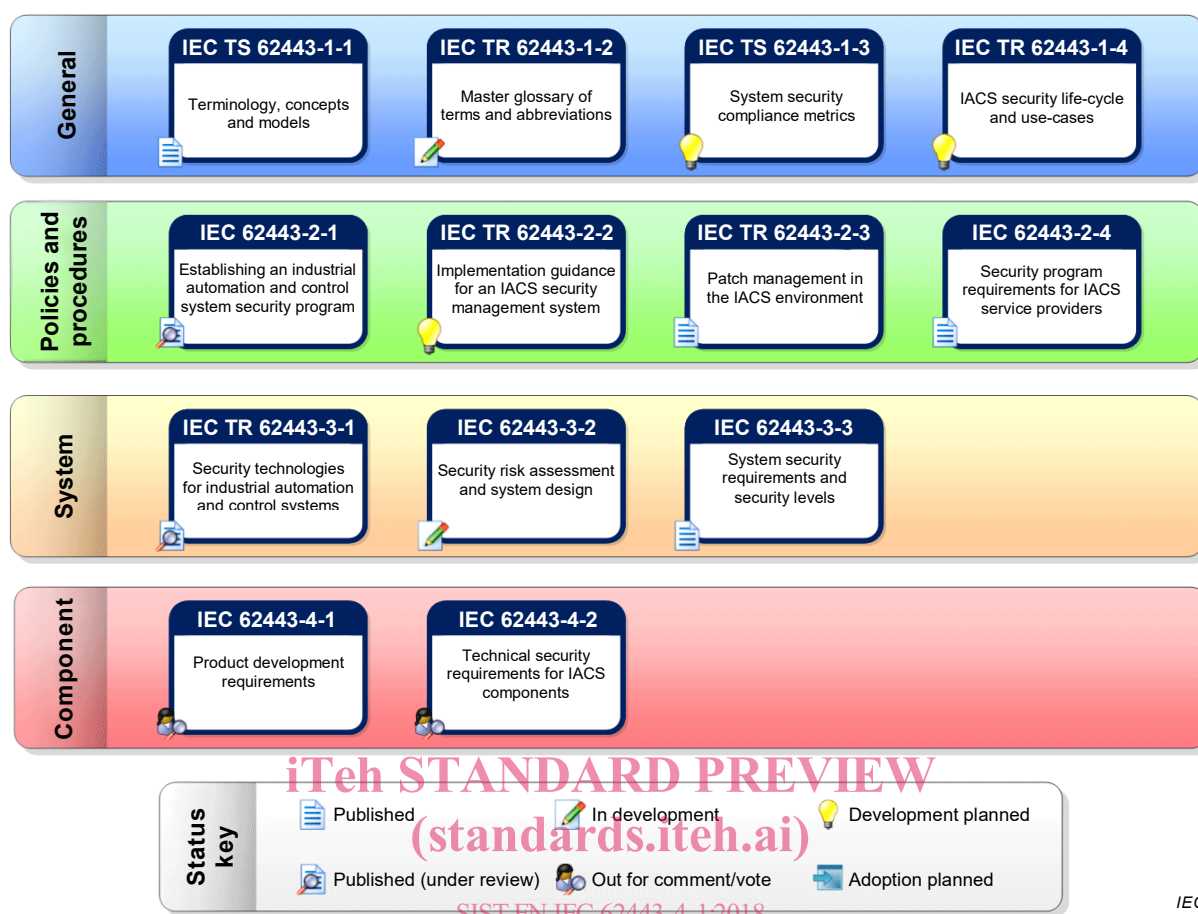 General
IEC TS 62443-1-1
Terminology, concepts
and models
IEC TR 62443-1-2
Master glossary of
terms and abbreviations
IEC TS 62443-1-3
System security
compliance metrics
IEC TR 62443-1-4
IACS security life-cycle
and use-cases
Policies and
procedures
IEC 62443-2-1
Establishing an industrial
automation and control
system security program
IEC TR 62443-2-2
Implementation guidance
for an IACS security
management system
IEC TR 62443-2-3
Patch management in
the IACS environment
IEC 62443-2-4
Security program
requirements for IACS
service providers
System
IEC TR 62443-3-1
Security technologies
for industrial automation
and control systems
IEC 62443-3-2
Security risk assessment
and system design
IEC 62443-3-3
System security
requirements and
security levels
Component
IEC 62443-4-1
Product development
requirements
IEC 62443-4-2
Technical security
requirements for IACS
components
iTeh STANDARD PREVIEW
(standards.iteh.ai)
Status
key
Published
In development
Development planned
Published (under review)
Out for comment/vote
Adoption planned
SIST EN IEC 62443-4-1:2018
IEC